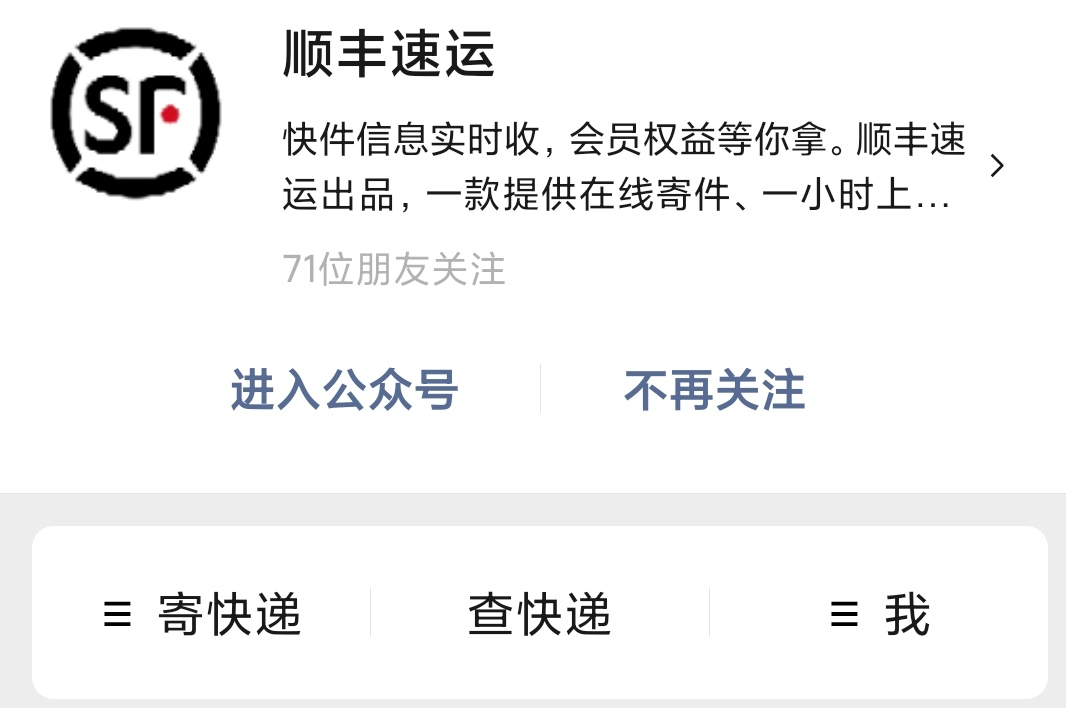 SF
顺丰速运
快件信息实时收，会员权益等你拿。顺丰速
运出品，一款提供在线寄件、一小时上...
71位朋友关注
进入公众号 不再关注
寄快递 查快递 我